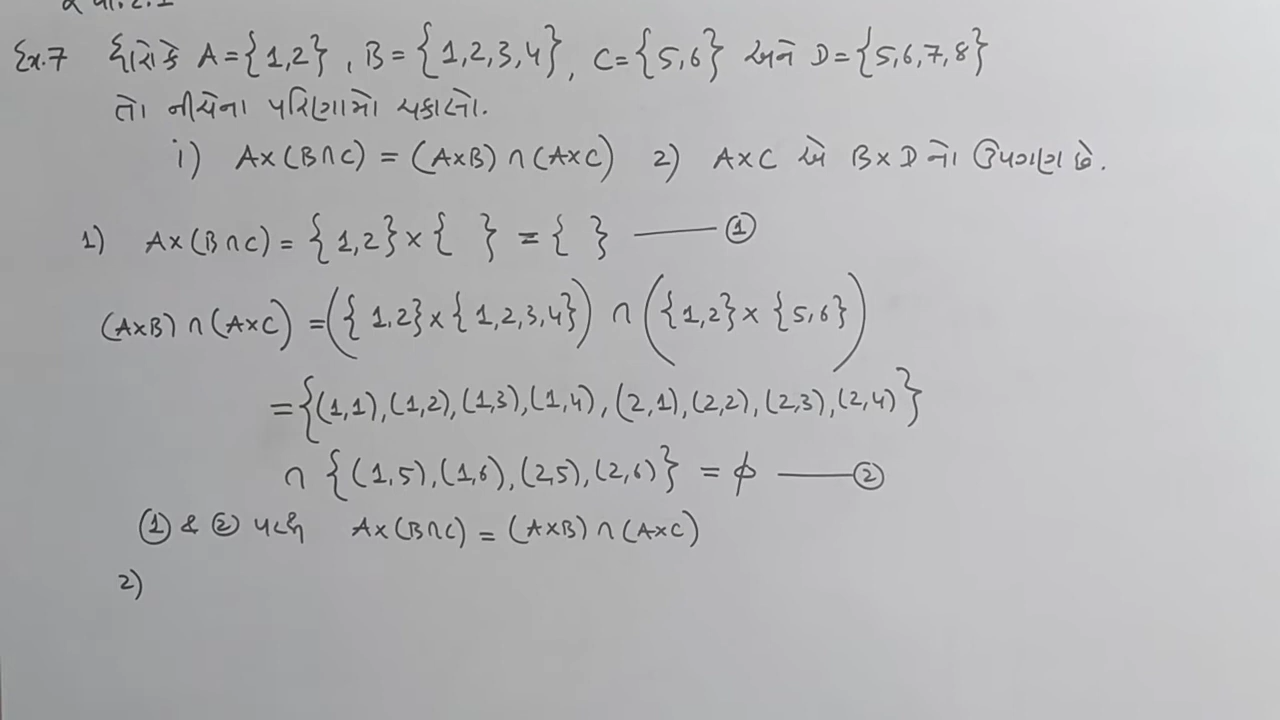 Ex.7 ધારો કે A={1,2}, B={1,2,3,4}, C={5,6} અને D={5,6,7,8}
તો નીચેના પરિણામો ચકાસો.
i) A×(B∩C) = (A×B)∩(A×C) 2) A×C એ B×D નો ઉપગણ છે.
1) A×(B∩C) = {1,2}×{ } = { } —— ①
(A×B)∩(A×C) = ({1,2}×{1,2,3,4}) ∩ ({1,2}×{5,6})
= {(1,1),(1,2),(1,3),(1,4),(2,1),(2,2),(2,3),(2,4)}
∩ {(1,5),(1,6),(2,5),(2,6)} = ϕ —— ②
① & ② પરથી A×(B∩C) = (A×B)∩(A×C)
2)